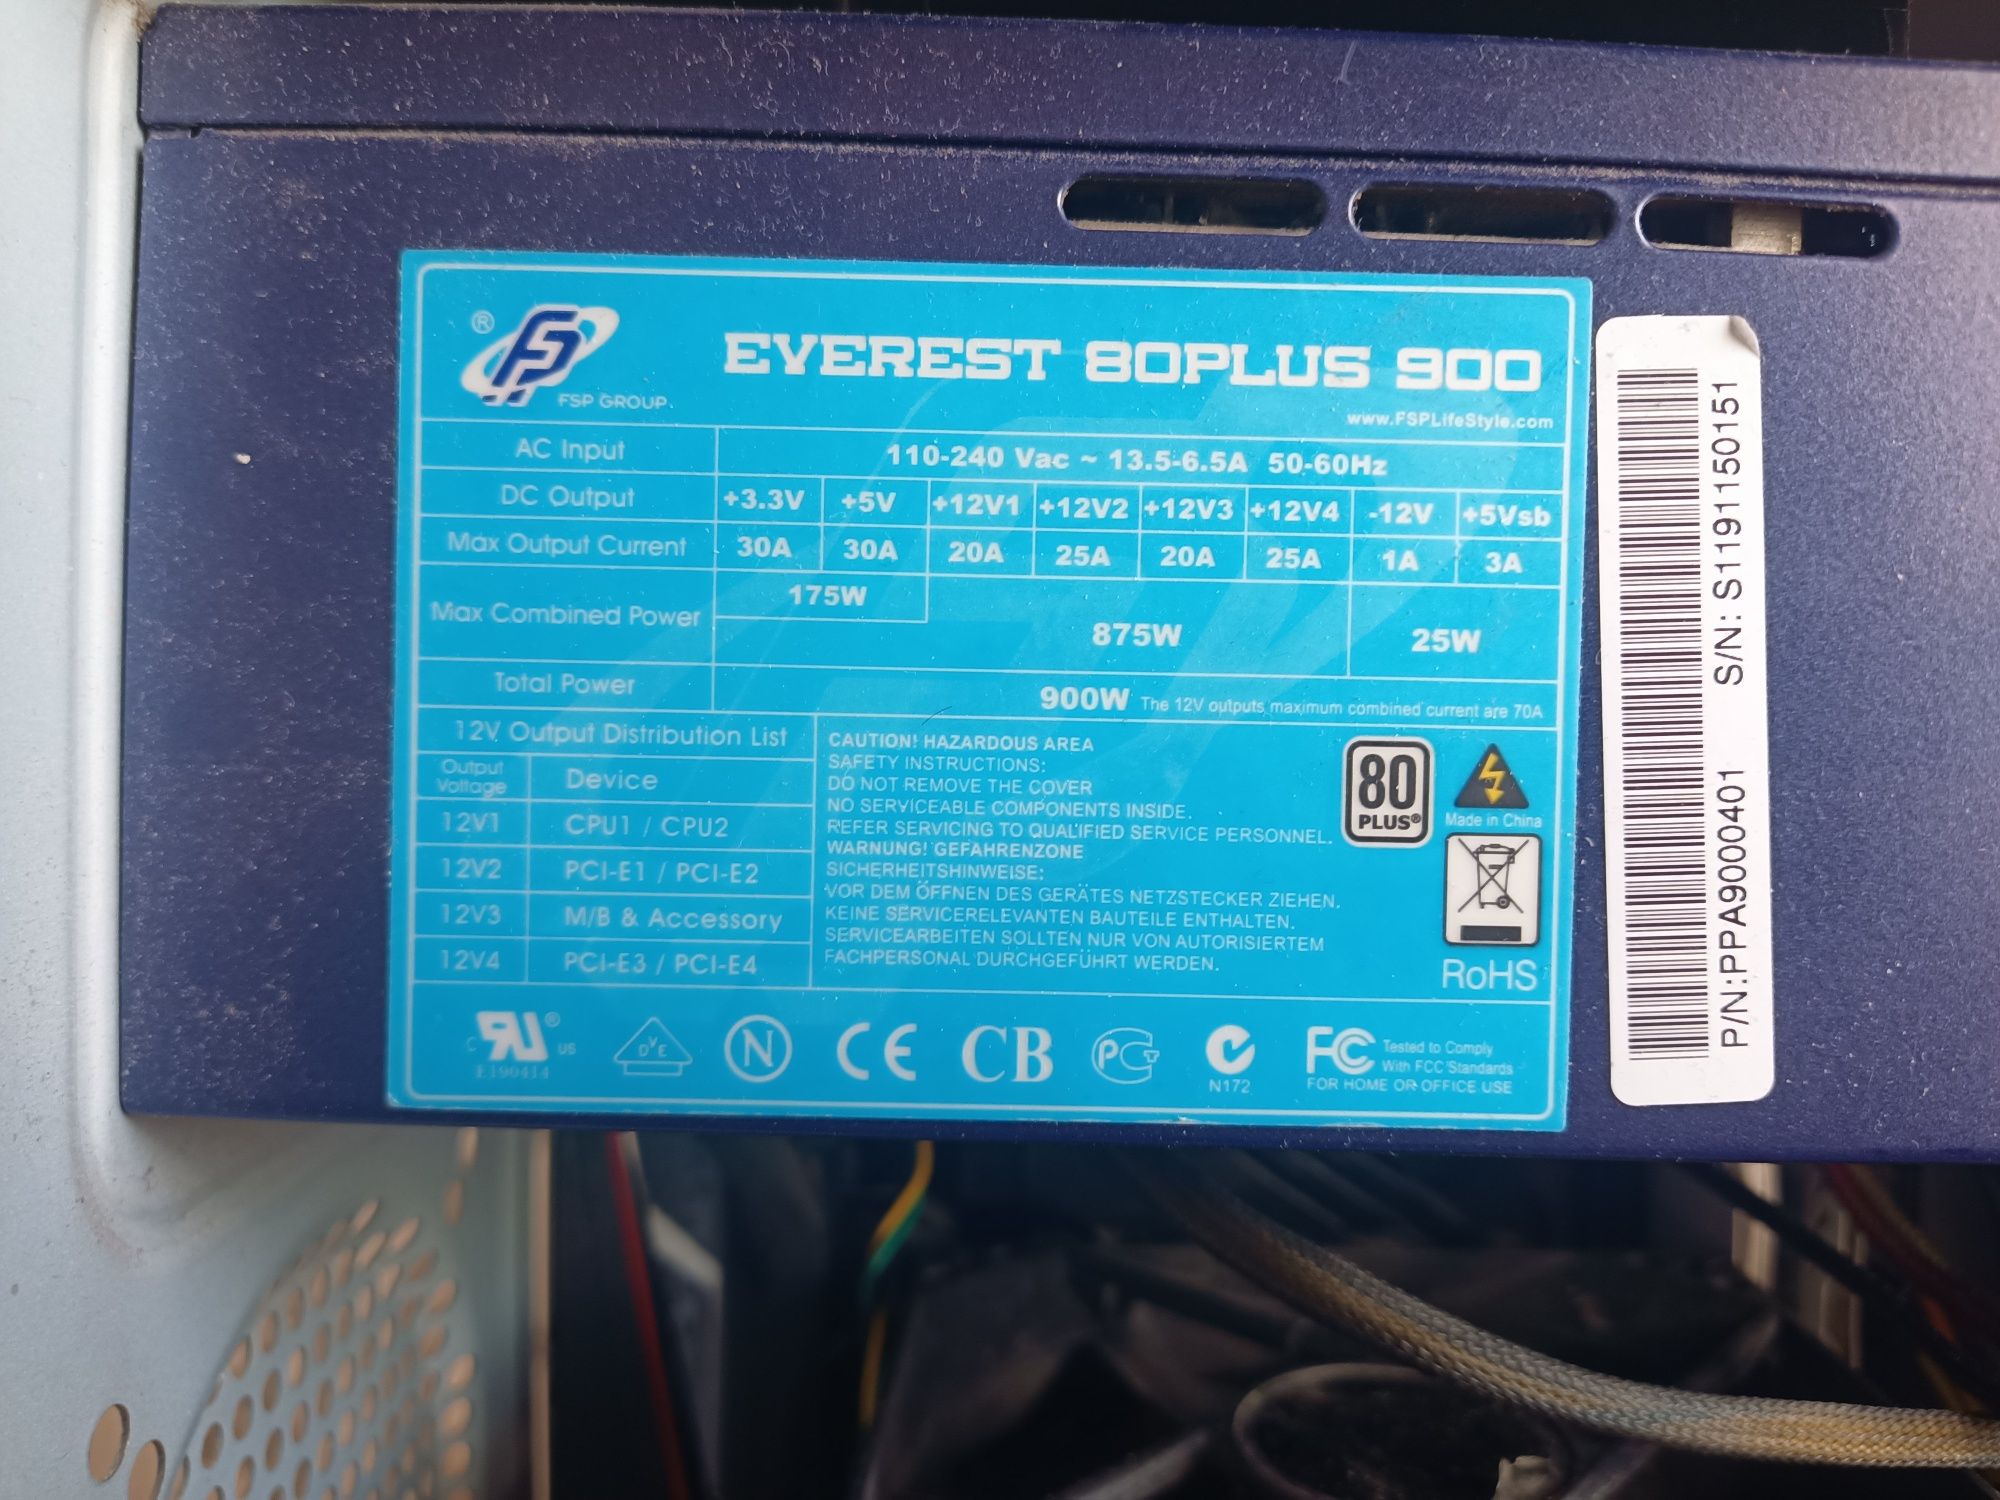 ® FSP GROUP
EVEREST 80PLUS 900
www.FSPLifeStyle.com
AC Input 110-240 Vac ~ 13.5-6.5A 50-60Hz
DC Output +3.3V +5V +12V1 +12V2 +12V3 +12V4 -12V +5Vsb
Max Output Current 30A 30A 20A 25A 20A 25A 1A 3A
Max Combined Power 175W 875W 25W
Total Power 900W The 12V outputs maximum combined current are 70A
12V Output Distribution List
Output Voltage Device
12V1 CPU1 / CPU2
12V2 PCI-E1 / PCI-E2
12V3 M/B & Accessory
12V4 PCI-E3 / PCI-E4
CAUTION! HAZARDOUS AREA
SAFETY INSTRUCTIONS:
DO NOT REMOVE THE COVER
NO SERVICEABLE COMPONENTS INSIDE.
REFER SERVICING TO QUALIFIED SERVICE PERSONNEL.
WARNUNG! GEFAHRENZONE
SICHERHEITSHINWEISE:
VOR DEM ÖFFNEN DES GERÄTES NETZSTECKER ZIEHEN.
KEINE SERVICERELEVANTEN BAUTEILE ENTHALTEN.
SERVICEARBEITEN SOLLTEN NUR VON AUTORISIERTEM
FACHPERSONAL DURCHGEFÜHRT WERDEN.
80
PLUS®
Made in China
RoHS
c RU ® US
E190414
DVE
N
CE
CB
PG
N172
FC Tested to Comply
With FCC Standards
FOR HOME OR OFFICE USE
P/N:PPA9000401 S/N: S1191150151